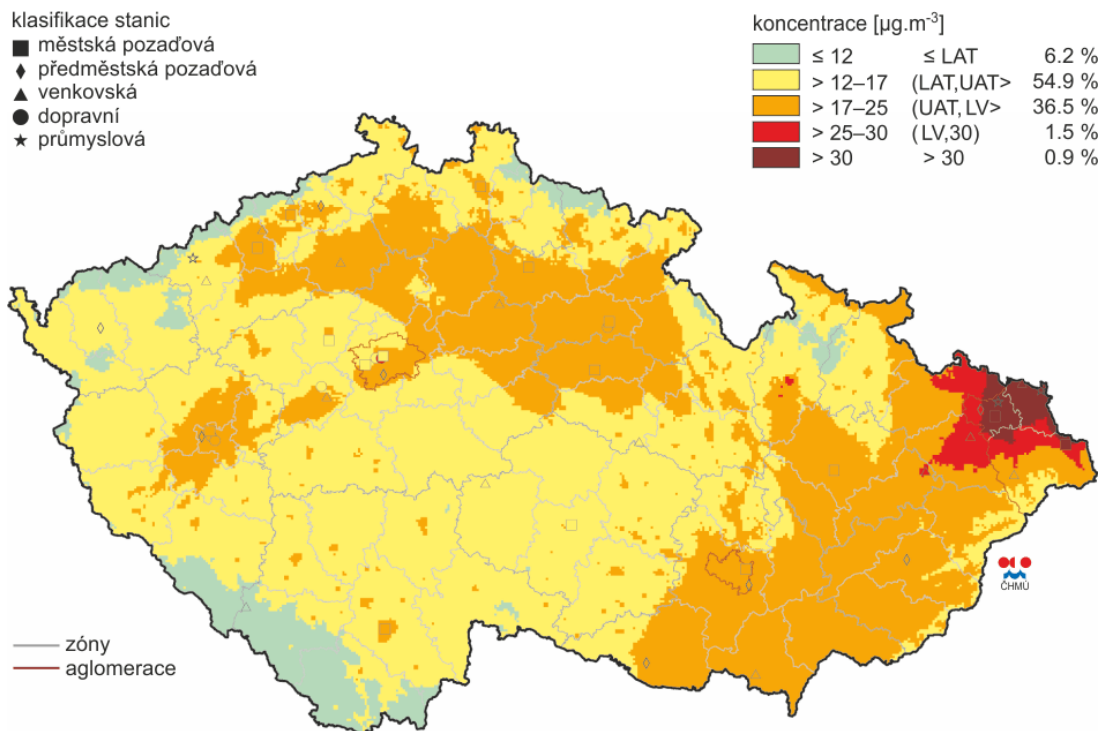 klasifikace stanic
městská pozaďová
předměstská pozaďová
venkovská
dopravní
průmyslová
koncentrace [µg.m⁻³]
≤ 12 ≤ LAT 6.2 %
> 12–17 (LAT,UAT> 54.9 %
> 17–25 (UAT,LV> 36.5 %
> 25–30 (LV,30) 1.5 %
> 30 > 30 0.9 %
ČHMÚ
zóny
aglomerace